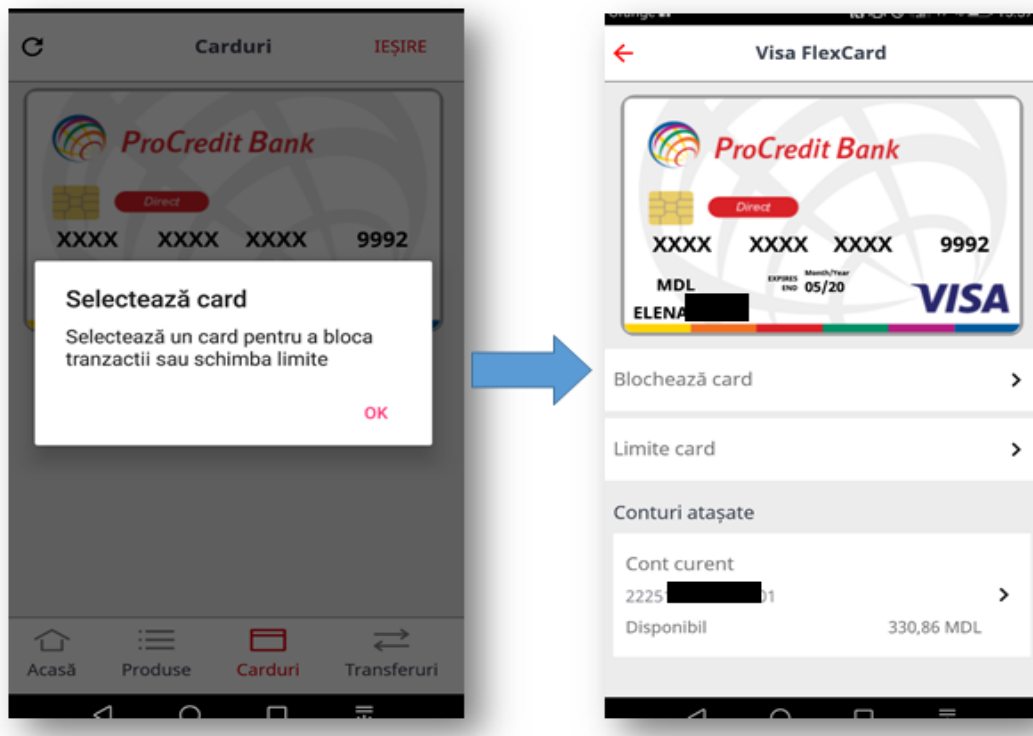 Carduri IEȘIRE
ProCredit Bank
Direct
XXXX XXXX XXXX 9992
Selectează card
Selectează un card pentru a bloca
tranzactii sau schimba limite
OK
Acasă Produse Carduri Transferuri
Visa FlexCard
ProCredit Bank
Direct
XXXX XXXX XXXX 9992
MDL EXPIRES END Month/Year 05/20
ELENA
VISA
Blochează card
Limite card
Conturi atașate
Cont curent
2225 01
Disponibil 330,86 MDL